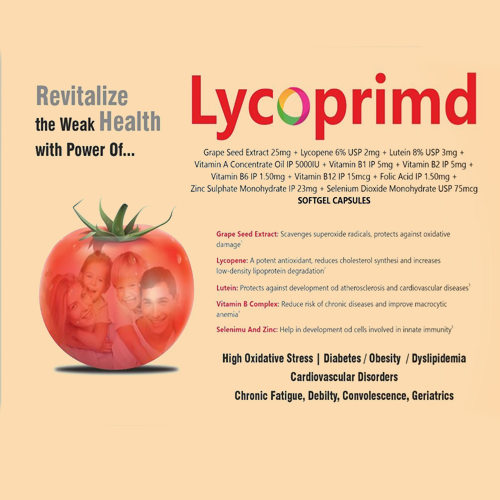 Revitalize
the Weak Health
with Power Of...
Lycoprimd
Grape Seed Extract 25mg + Lycopene 6% USP 2mg + Lutein 8% USP 3mg +
Vitamin A Concentrate Oil IP 5000IU + Vitamin B1 IP 5mg + Vitamin B2 IP 5mg +
Vitamin B6 IP 1.50mg + Vitamin B12 IP 15mcg + Folic Acid IP 1.50mg +
Zinc Sulphate Monohydrate IP 23mg + Selenium Dioxide Monohydrate USP 75mcg
SOFTGEL CAPSULES
Grape Seed Extract: Scavenges superoxide radicals, protects against oxidative
damage
Lycopene: A potent antioxidant, reduces cholesterol synthesi and increases
low-density lipoprotein degradation
Lutein: Protects against development od atherosclerosis and cardiovascular diseases
Vitamin B Complex: Reduce risk of chronic diseases and improve macrocytic
anemia
Selenimu And Zinc: Help in development od cells involved in innate immunity
High Oxidative Stress | Diabetes / Obesity / Dyslipidemia
Cardiovascular Disorders
Chronic Fatigue, Debilty, Convolescence, Geriatrics